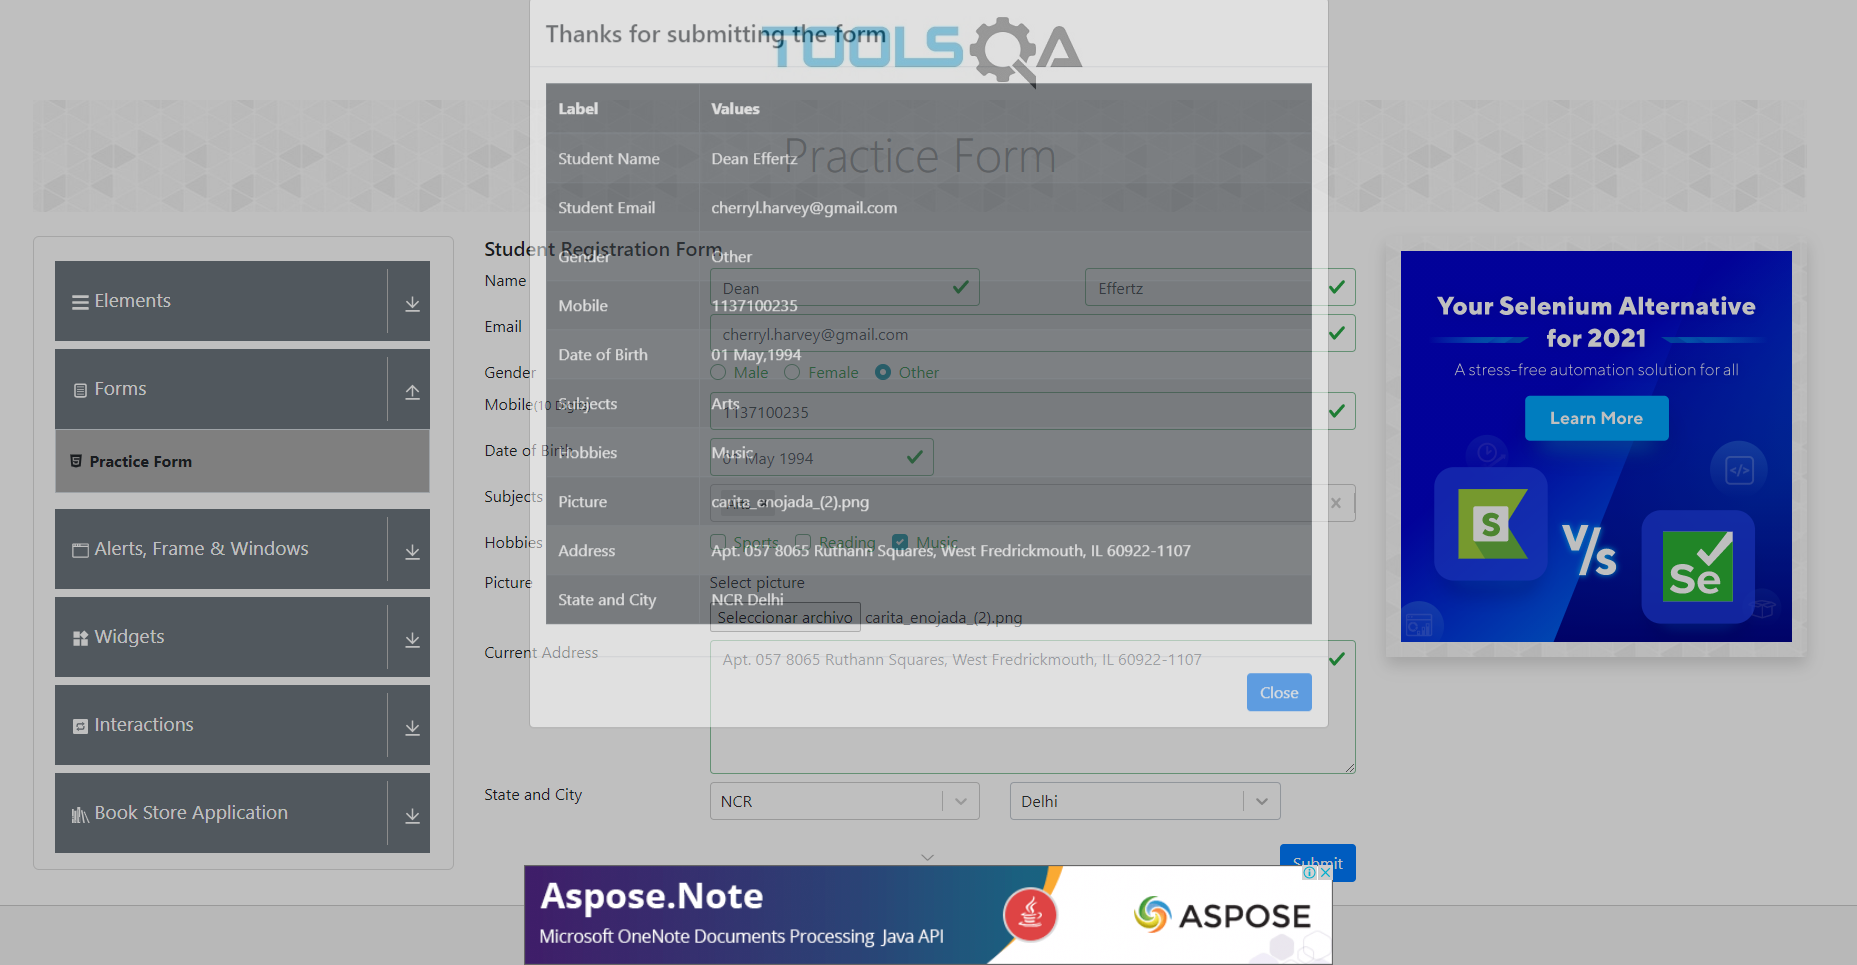 Thanks for submitting the form
TOOLSQA
Label Values
Student Name Dean Effertz
Student Email cherryl.harvey@gmail.com
Gender Other
Mobile 1137100235
Date of Birth 01 May,1994
Subjects Arts
Hobbies Music
Picture carita_enojada_(2).png
Address Apt. 057 8065 Ruthann Squares, West Fredrickmouth, IL 60922-1107
State and City NCR Delhi
Close
Practice Form
Elements
Forms
Practice Form
Alerts, Frame & Windows
Widgets
Interactions
Book Store Application
Student Registration Form
Name Dean Effertz
Email cherryl.harvey@gmail.com
Gender Male Female Other
Mobile(10 Digits) 1137100235
Date of Birth 01 May 1994
Subjects
Hobbies Sports Reading Music
Picture Select picture
Seleccionar archivo carita_enojada_(2).png
Current Address Apt. 057 8065 Ruthann Squares, West Fredrickmouth, IL 60922-1107
State and City NCR Delhi
Submit
Your Selenium Alternative
for 2021
A stress-free automation solution for all
Learn More
S
V/S
Se
Aspose.Note
Microsoft OneNote Documents Processing Java API
ASPOSE